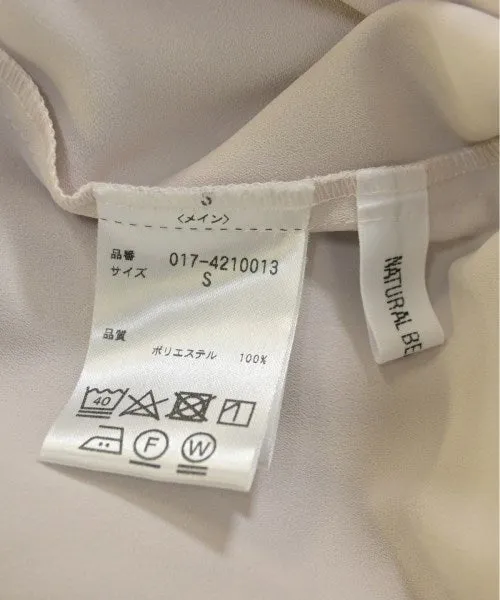 S
〈メイン〉
品番 017-4210013
サイズ S
品質
ポリエステル 100%
40
F W
NATURAL BE